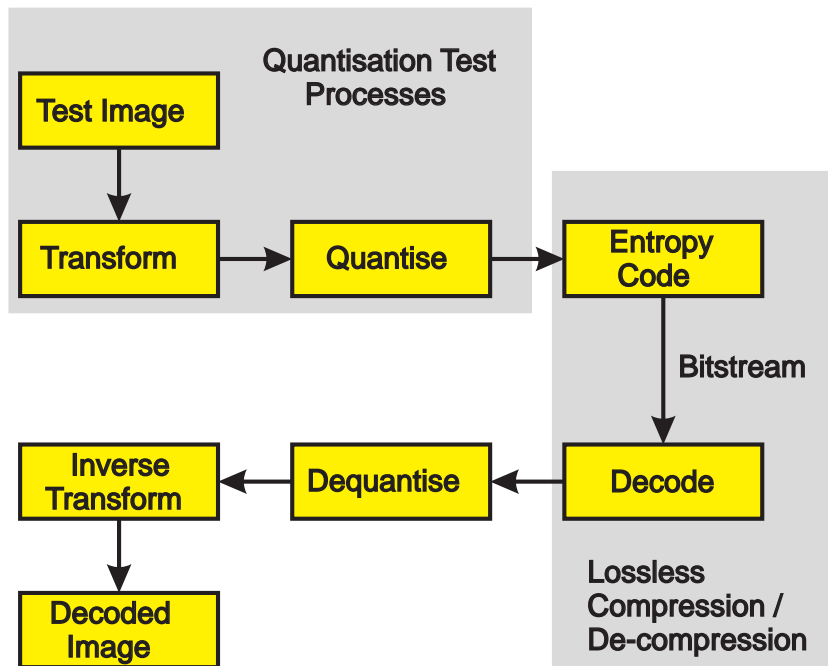 Quantisation Test
Processes
Test Image
Transform
Quantise
Entropy
Code
Bitstream
Inverse
Transform
Dequantise
Decode
Decoded
Image
Lossless
Compression /
De-compression